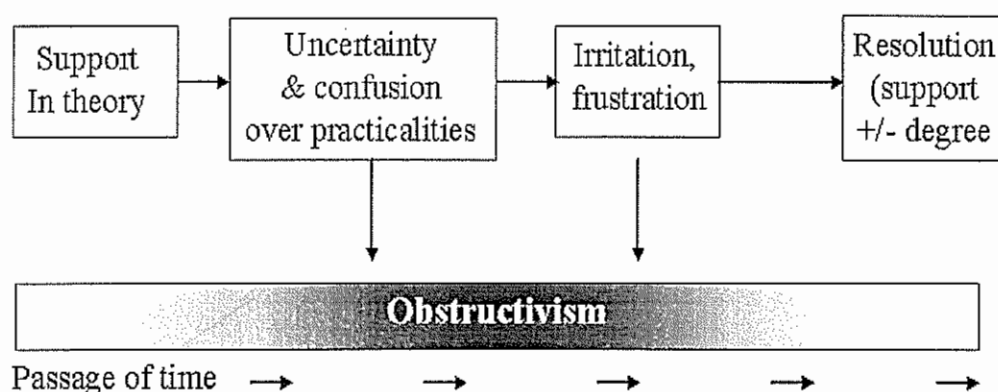 Support
In theory
Uncertainty
& confusion
over practicalities
Irritation,
frustration
Resolution
(support
+/- degree
Obstructivism
Passage of time